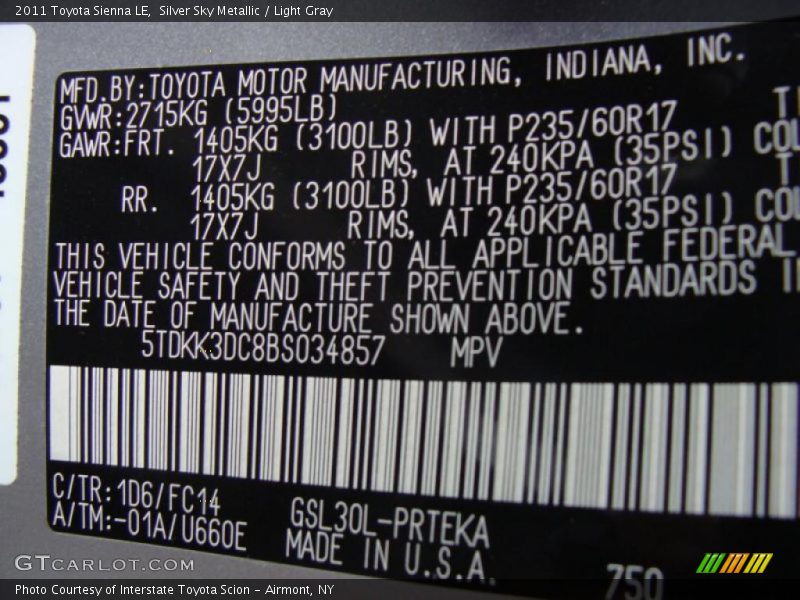 2011 Toyota Sienna LE,  Silver Sky Metallic / Light Gray
MFD.BY:TOYOTA MOTOR MANUFACTURING, INDIANA, INC.
GVWR:2715KG (5995LB)
GAWR:FRT. 1405KG (3100LB) WITH P235/60R17
17X7J RIMS, AT 240KPA (35PSI)
RR. 1405KG (3100LB) WITH P235/60R17
17X7J RIMS, AT 240KPA (35PSI)
THIS VEHICLE CONFORMS TO ALL APPLICABLE FEDERAL
VEHICLE SAFETY AND THEFT PREVENTION STANDARDS
THE DATE OF MANUFACTURE SHOWN ABOVE.
5TDKK3DC8BS034857 MPV
C/TR:1D6/FC14
A/TM:-01A/U660E
GSL30L-PRTEKA
MADE IN U.S.A.
750
GTCARLOT.COM
Photo Courtesy of Interstate Toyota Scion - Airmont, NY